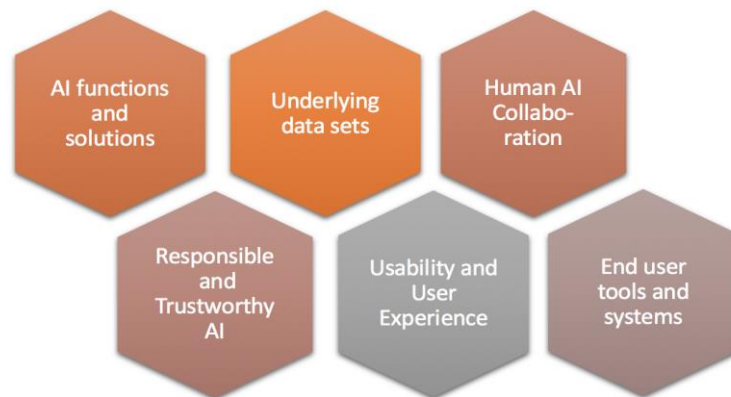 AI functions
and
solutions
Underlying
data sets
Human AI
Collabo-
ration
Responsible
and
Trustworthy
AI
Usability and
User
Experience
End user
tools and
systems